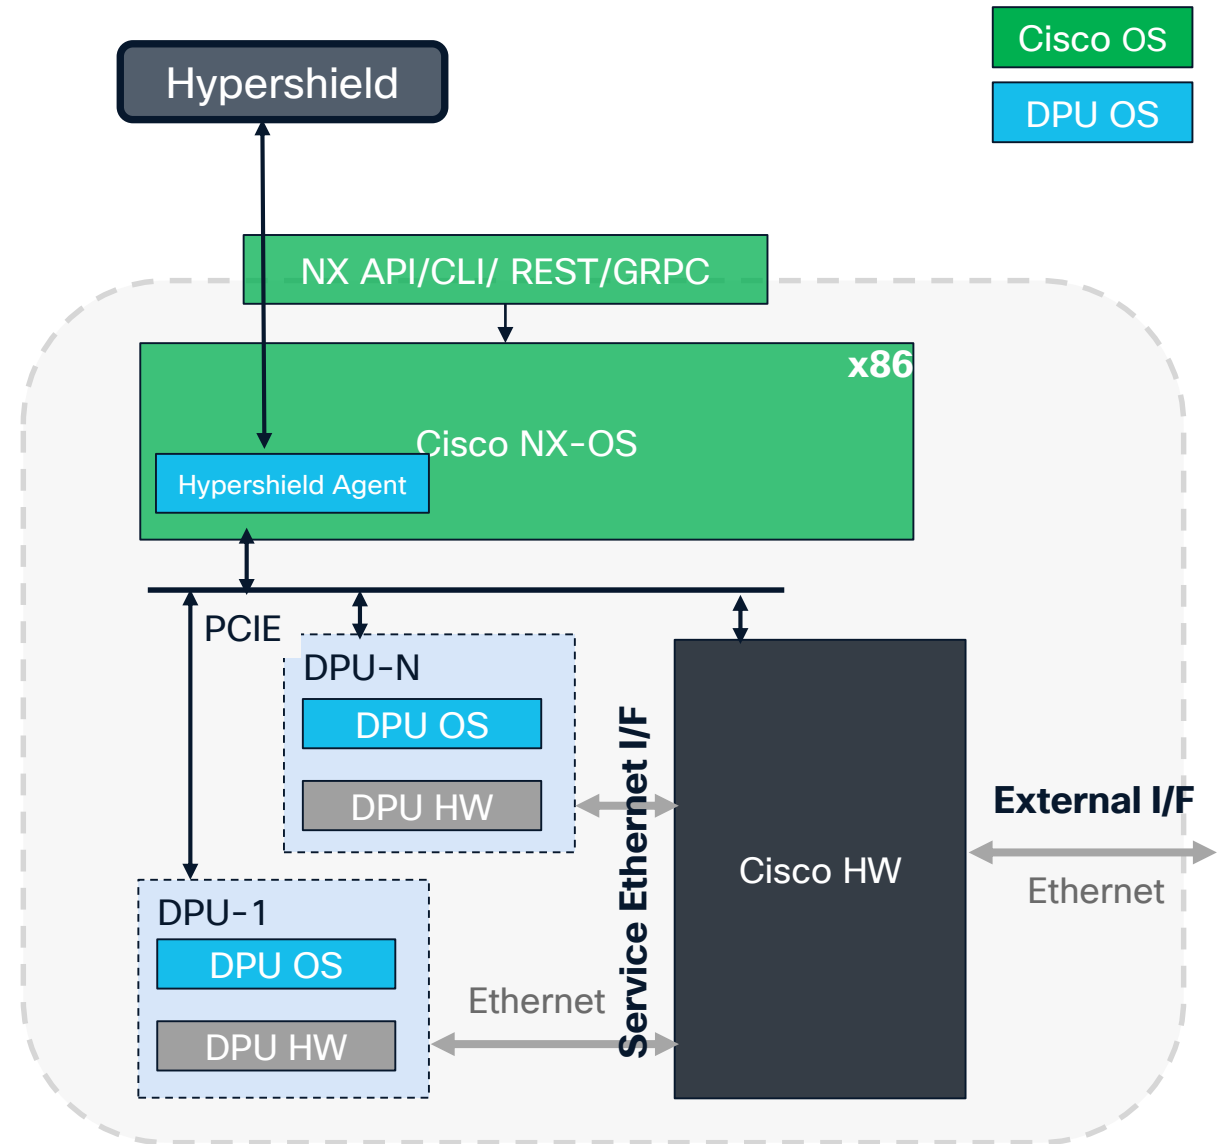 Cisco OS
Hypershield
DPU OS
NX API/CLI/ REST/GRPC
x86
Cisco NX-OS
Hypershield Agent
PCIE
DPU-N
DPU OS
DPU HW
Service Ethernet I/F
External I/F
Cisco HW
Ethernet
DPU-1
DPU OS
Ethernet
DPU HW